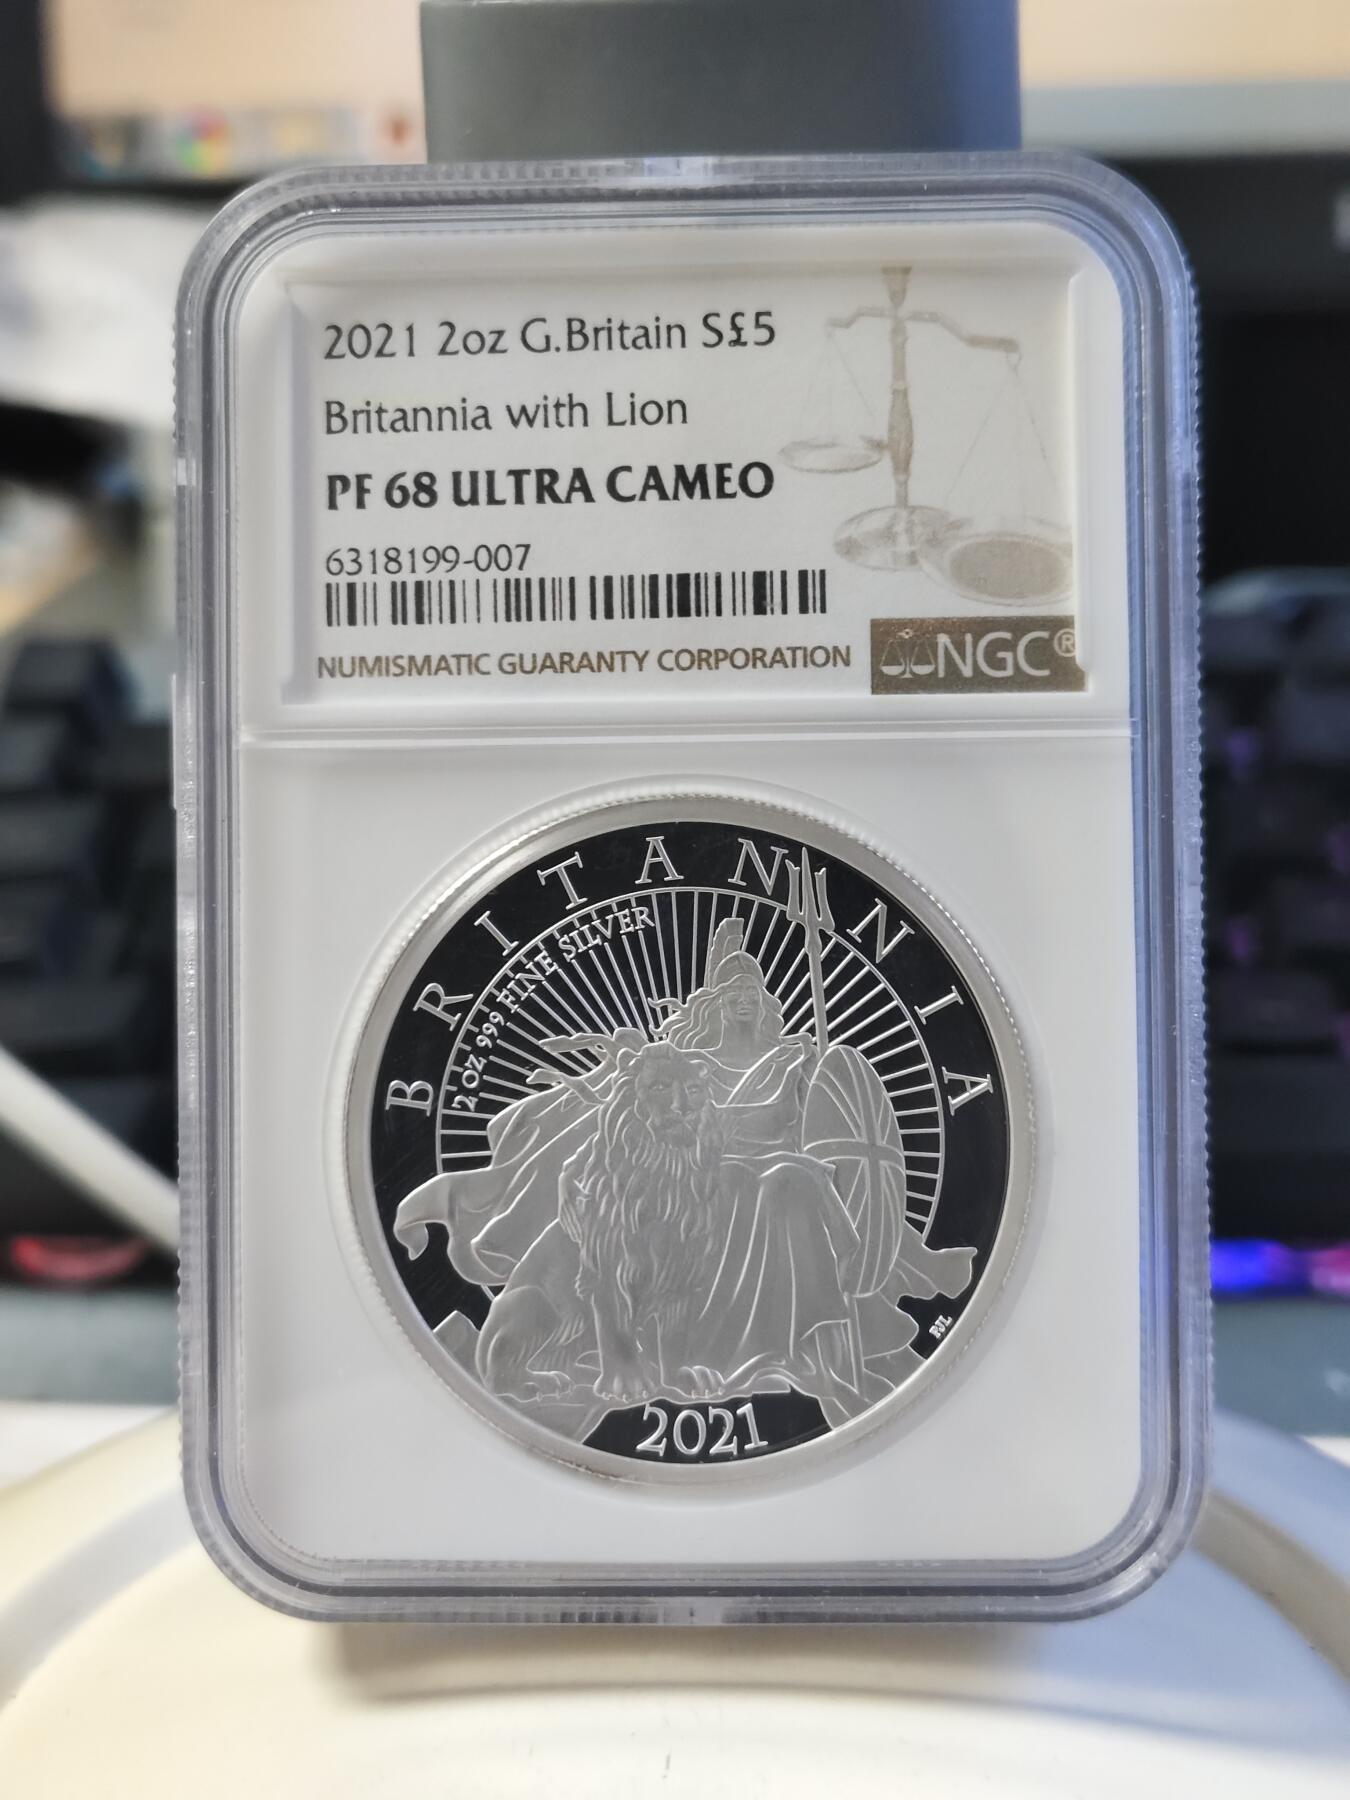 2021 2oz G.Britain S£5
Britannia with Lion
PF 68 ULTRA CAMEO
6318199-007
NUMISMATIC GUARANTY CORPORATION
NGC®
BRITANNIA
2 OZ 999 FINE SILVER
PJL
2021